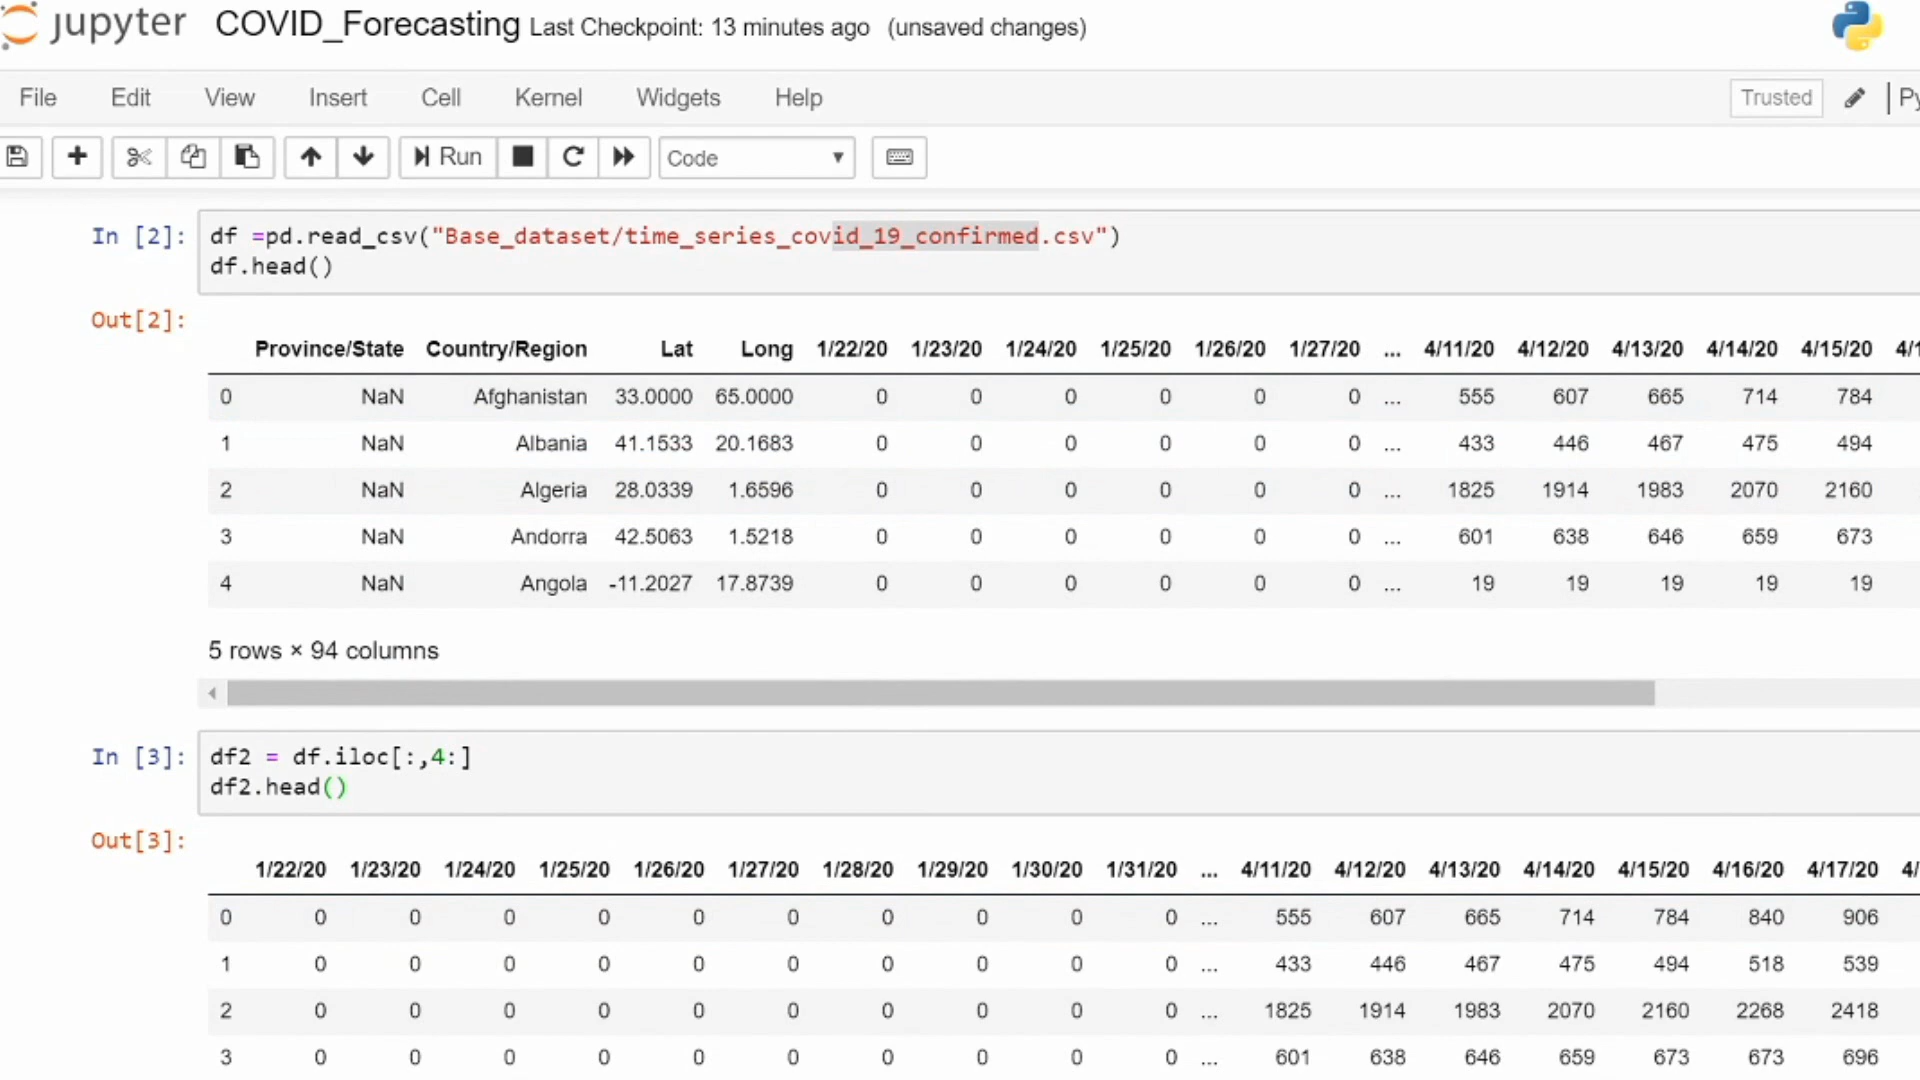 jupyter COVID_Forecasting Last Checkpoint: 13 minutes ago (unsaved changes)
File Edit View Insert Cell Kernel Widgets Help Trusted Py
Run Code
In [2]: df =pd.read_csv("Base_dataset/time_series_covid_19_confirmed.csv")
df.head()
Out[2]:
Province/State Country/Region Lat Long 1/22/20 1/23/20 1/24/20 1/25/20 1/26/20 1/27/20 ... 4/11/20 4/12/20 4/13/20 4/14/20 4/15/20 4/1
0 NaN Afghanistan 33.0000 65.0000 0 0 0 0 0 0 ... 555 607 665 714 784
1 NaN Albania 41.1533 20.1683 0 0 0 0 0 0 ... 433 446 467 475 494
2 NaN Algeria 28.0339 1.6596 0 0 0 0 0 0 ... 1825 1914 1983 2070 2160
3 NaN Andorra 42.5063 1.5218 0 0 0 0 0 0 ... 601 638 646 659 673
4 NaN Angola -11.2027 17.8739 0 0 0 0 0 0 ... 19 19 19 19 19
5 rows × 94 columns
In [3]: df2 = df.iloc[:,4:]
df2.head()
Out[3]:
1/22/20 1/23/20 1/24/20 1/25/20 1/26/20 1/27/20 1/28/20 1/29/20 1/30/20 1/31/20 ... 4/11/20 4/12/20 4/13/20 4/14/20 4/15/20 4/16/20 4/17/20 4/
0 0 0 0 0 0 0 0 0 0 0 ... 555 607 665 714 784 840 906
1 0 0 0 0 0 0 0 0 0 0 ... 433 446 467 475 494 518 539
2 0 0 0 0 0 0 0 0 0 0 ... 1825 1914 1983 2070 2160 2268 2418
3 0 0 0 0 0 0 0 0 0 0 ... 601 638 646 659 673 673 696